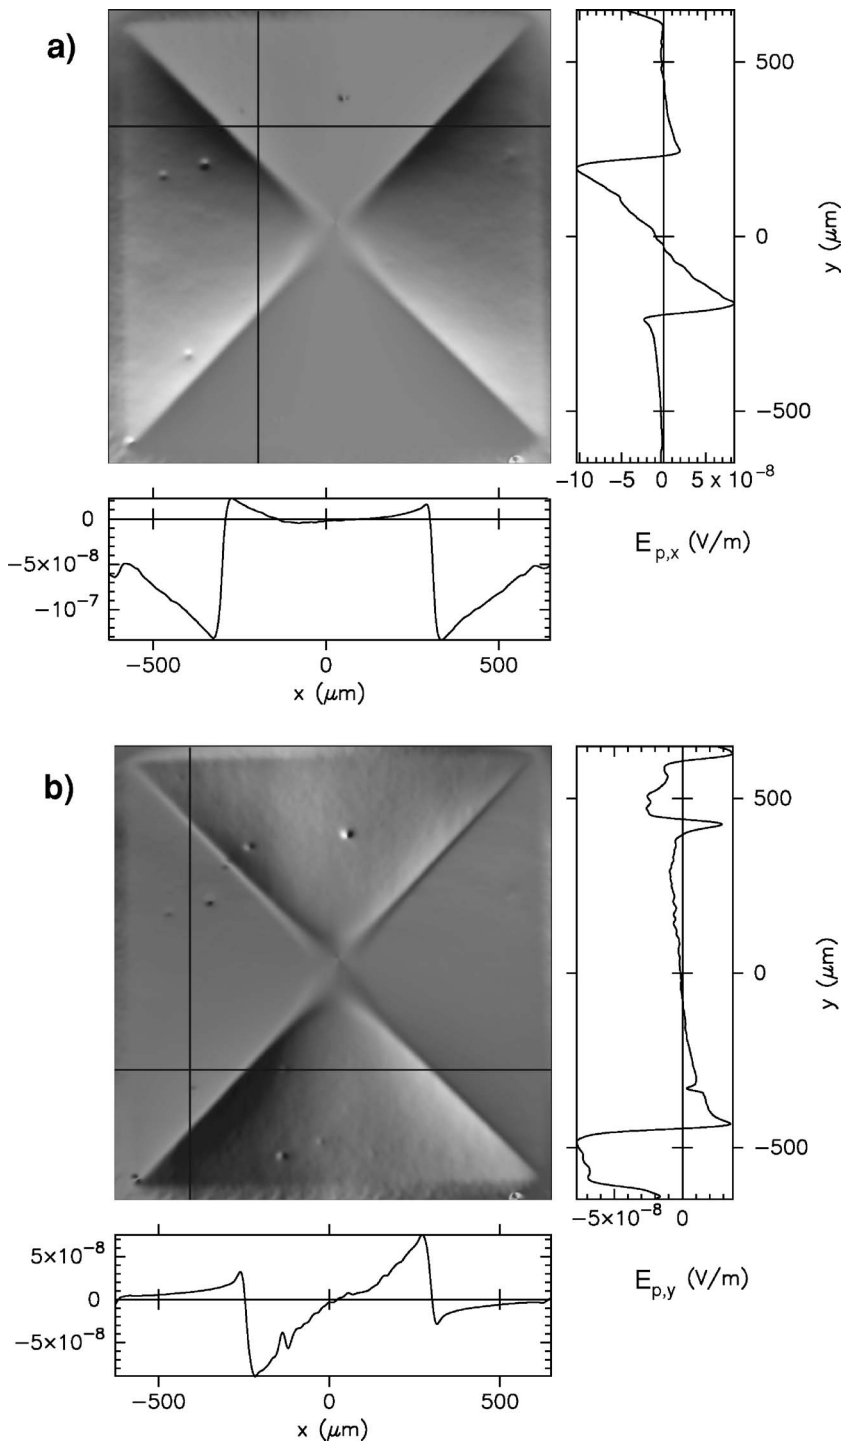 a)
500
0
−500
y (μm)
−10 −5 0 5×10⁻⁸
E_p,x (V/m)
0
−5×10⁻⁸
−10⁻⁷
−500 0 500
x (μm)
b)
500
0
−500
y (μm)
−5×10⁻⁸ 0
E_p,y (V/m)
5×10⁻⁸
0
−5×10⁻⁸
−500 0 500
x (μm)